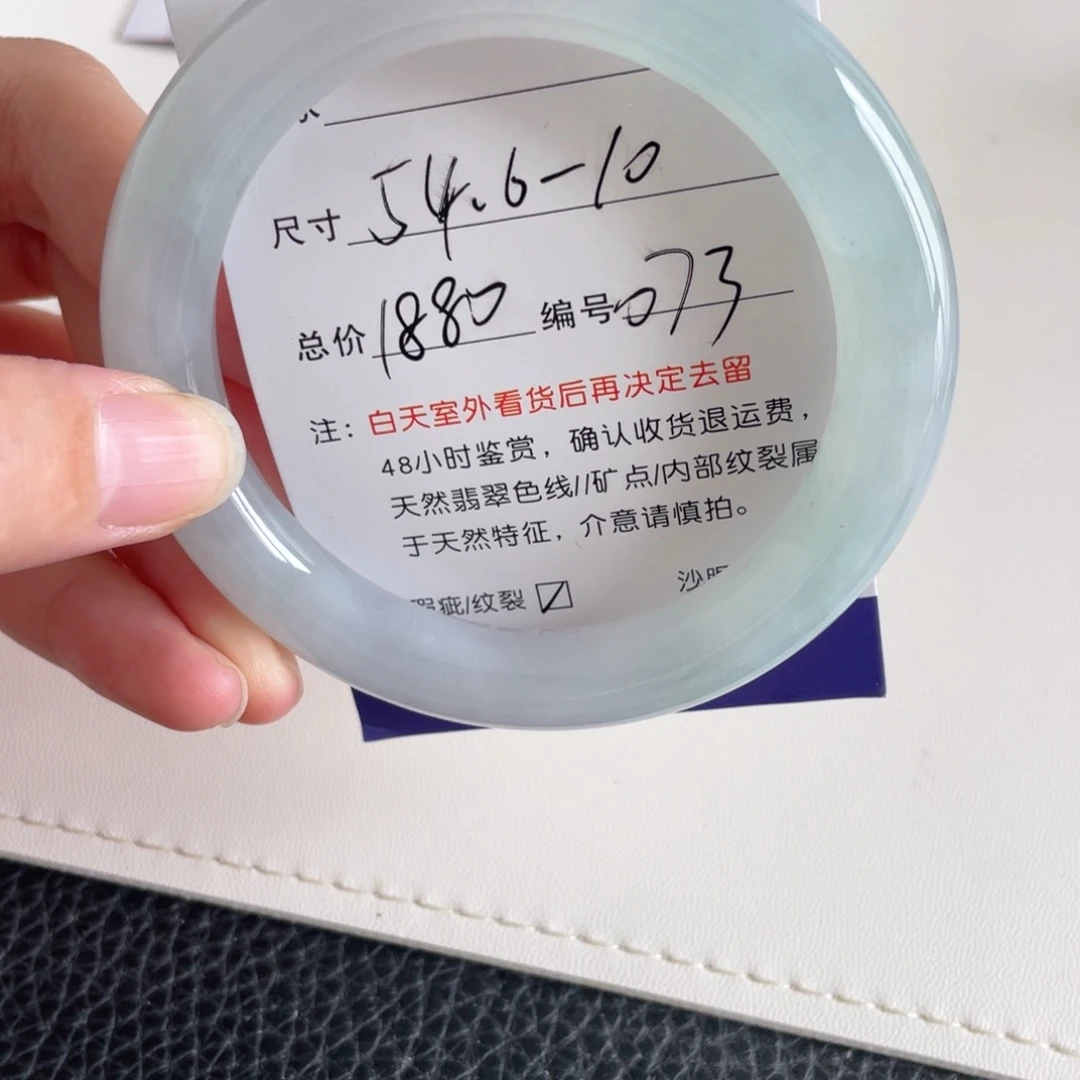 尺寸 54.6-10
总价 1880 编号 073
注：白天室外看货后再决定去留
48小时鉴赏，确认收货退运费，
天然翡翠色线//矿点/内部纹裂属
于天然特征，介意请慎拍。
瑕疵/纹裂 ☑